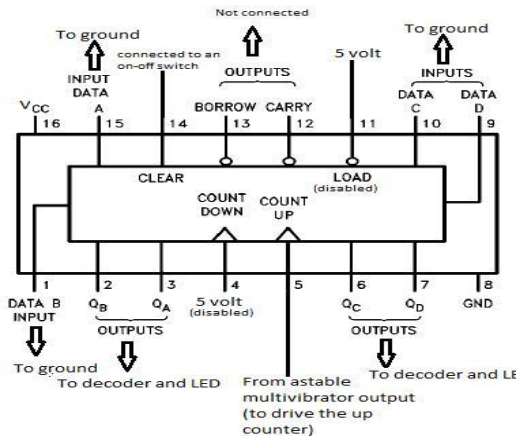 Not connected
To ground
connected to an
on-off switch
5 volt
To ground
INPUT
DATA
A
OUTPUTS
BORROW CARRY
INPUTS
DATA
C
DATA
D
VCC
16 15 14 13 12 11 10 9
CLEAR
LOAD
(disabled)
COUNT
DOWN
COUNT
UP
1 2 3 4 5 6 7 8
DATA B
INPUT
QB QA
OUTPUTS
5 volt
(disabled)
QC QD
OUTPUTS
GND
To ground
To decoder and LED
From astable
multivibrator output
(to drive the up
counter)
To decoder and LE